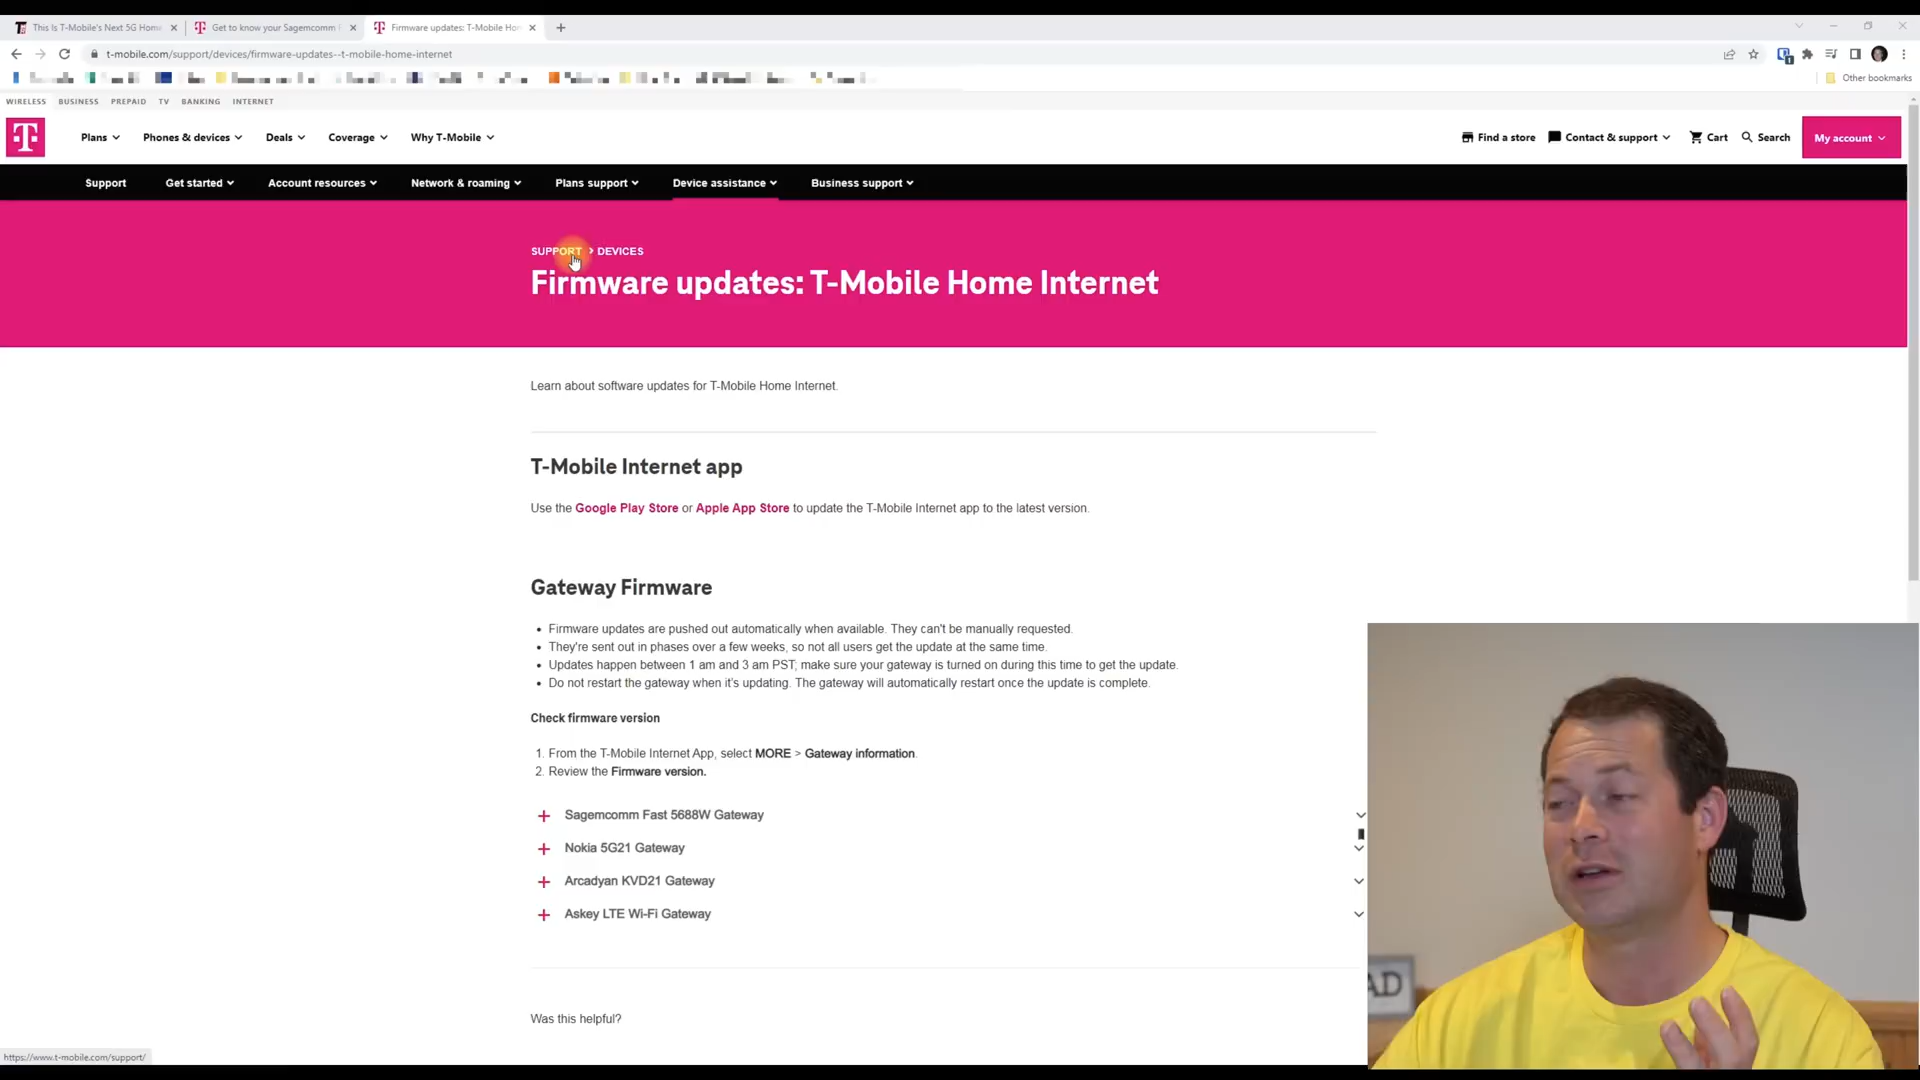 This Is T-Mobile's Next 5G Home
Get to know your Sagemcomm
Firmware updates: T-Mobile Hom
t-mobile.com/support/devices/firmware-updates--t-mobile-home-internet
Other bookmarks
WIRELESS BUSINESS PREPAID TV BANKING INTERNET
T
Plans Phones & devices Deals Coverage Why T-Mobile Find a store Contact & support Cart Search My account
Support Get started Account resources Network & roaming Plans support Device assistance Business support
SUPPORT > DEVICES
Firmware updates: T-Mobile Home Internet
Learn about software updates for T-Mobile Home Internet.
T-Mobile Internet app
Use the Google Play Store or Apple App Store to update the T-Mobile Internet app to the latest version.
Gateway Firmware
• Firmware updates are pushed out automatically when available. They can't be manually requested.
• They're sent out in phases over a few weeks, so not all users get the update at the same time.
• Updates happen between 1 am and 3 am PST; make sure your gateway is turned on during this time to get the update.
• Do not restart the gateway when it's updating. The gateway will automatically restart once the update is complete.
Check firmware version
1. From the T-Mobile Internet App, select MORE > Gateway information.
2. Review the Firmware version.
+ Sagemcomm Fast 5688W Gateway
+ Nokia 5G21 Gateway
+ Arcadyan KVD21 Gateway
+ Askey LTE Wi-Fi Gateway
AD
Was this helpful?
https://www.t-mobile.com/support/